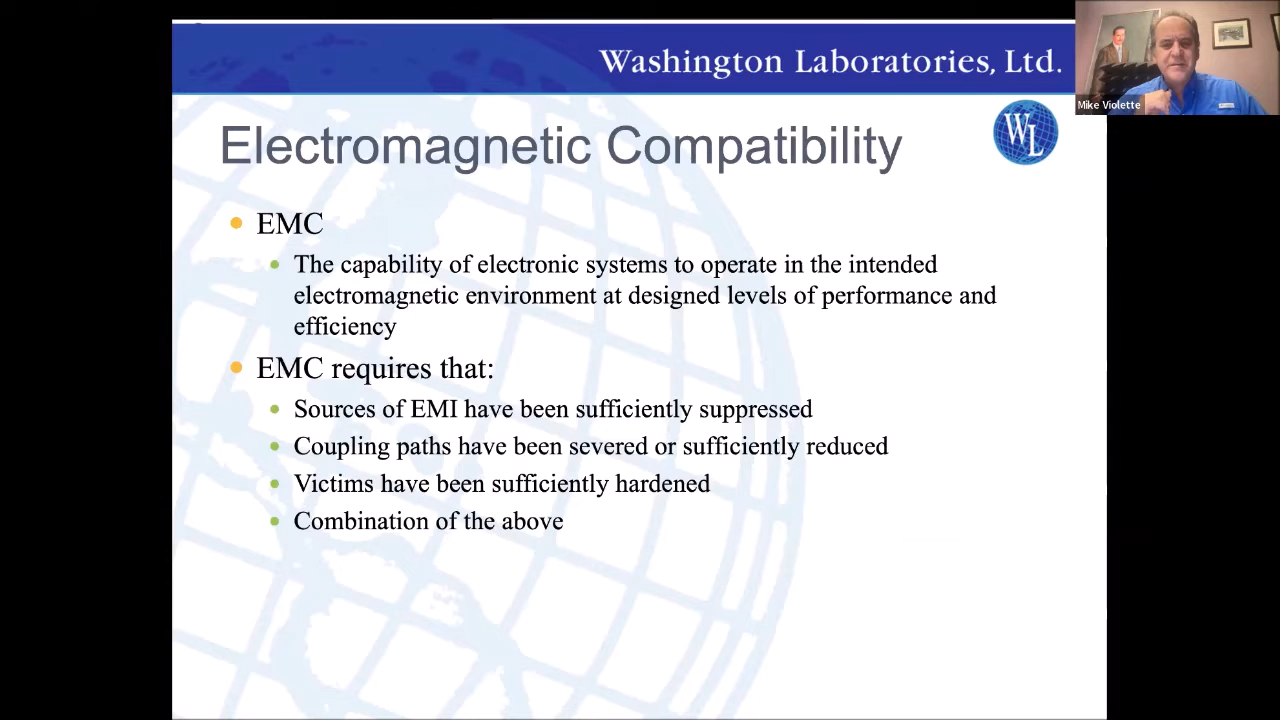 Washington Laboratories, Ltd.
Mike Violette
WL
Electromagnetic Compatibility
EMC
The capability of electronic systems to operate in the intended
electromagnetic environment at designed levels of performance and
efficiency
EMC requires that:
Sources of EMI have been sufficiently suppressed
Coupling paths have been severed or sufficiently reduced
Victims have been sufficiently hardened
Combination of the above